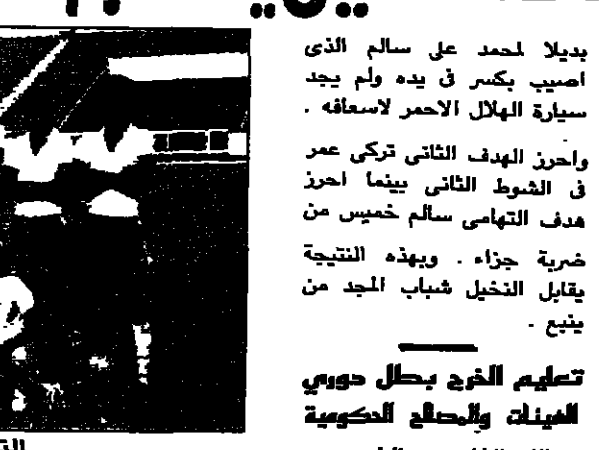 بديلا لمحمد على سالم الذى
اصيب بكسر فى يده ولم يجد
سيارة الهلال الاحمر لاسعافه .
واحرز الهدف الثانى تركى عمر
فى الشوط الثانى بينما احرز
هدف التهامى سالم خميس من
ضربة جزاء . وبهذه النتيجة
يقابل النخيل شباب المجد من
ينبع .
تعليم الخرج بطل دوري
الهيئات والمصالح الحكومية